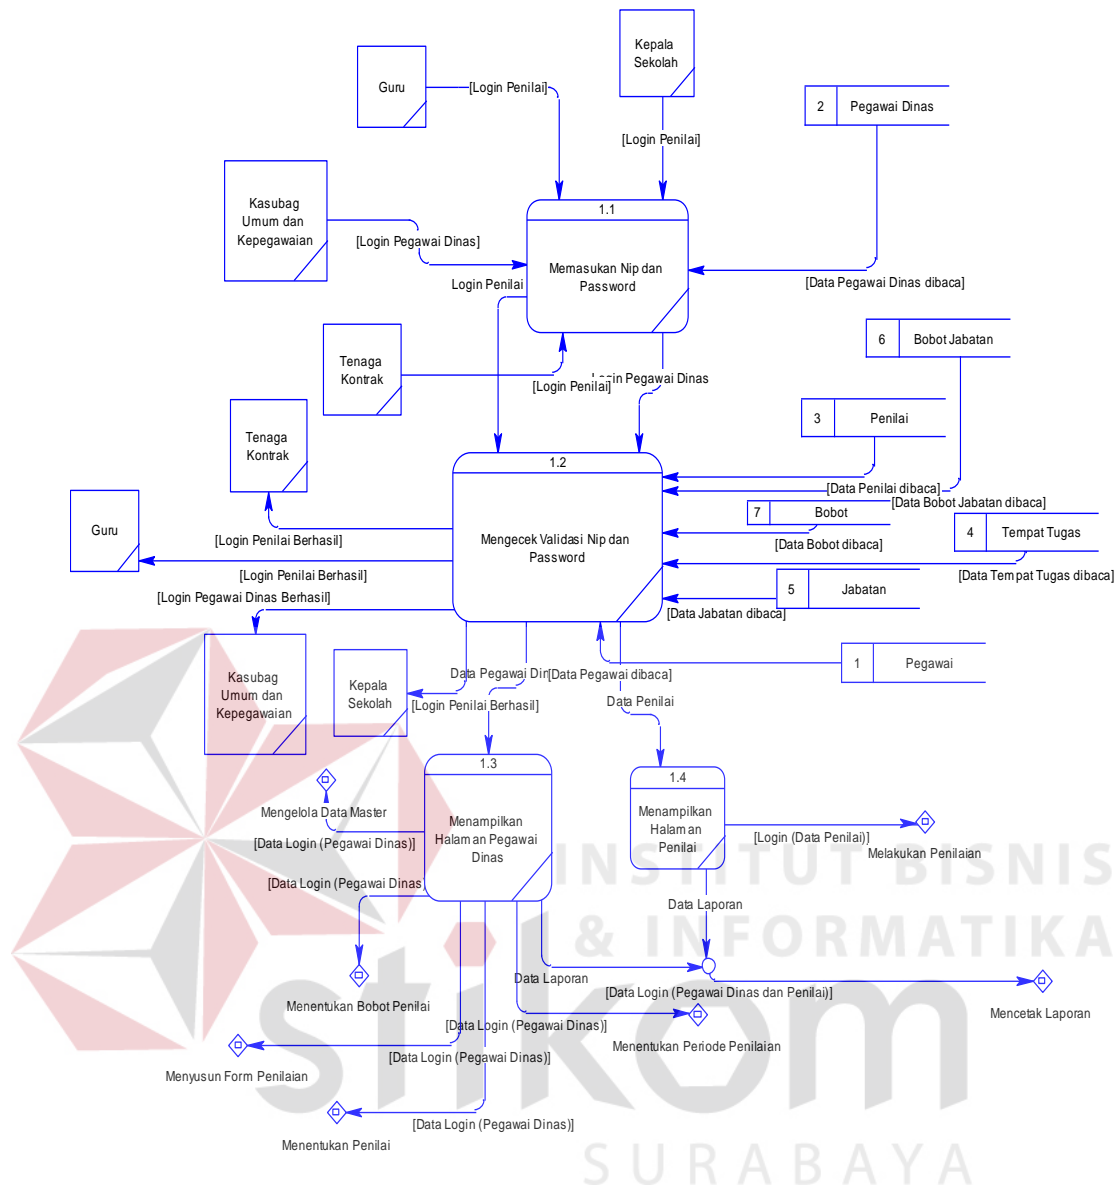 Kepala
Sekolah
Guru
[Login Penilai]
2
Pegawai Dinas
[Login Penilai]
Kasubag
Umum dan
Kepegawaian
1.1
[Login Pegawai Dinas]
Memasukan Nip dan
Password
Login Penilai
[Data Pegawai Dinas dibaca]
6
Bobot Jabatan
Tenaga
Kontrak
[Login Penilai]
Login Pegawai Dinas
3
Penilai
Tenaga
Kontrak
1.2
[Data Penilai dibaca]
[Data Bobot Jabatan dibaca]
Guru
7
Bobot
4
Tempat Tugas
[Login Penilai Berhasil]
Mengecek Validasi Nip dan
Password
[Data Bobot dibaca]
[Login Penilai Berhasil]
[Data Tempat Tugas dibaca]
5
Jabatan
[Login Pegawai Dinas Berhasil]
[Data Jabatan dibaca]
Kasubag
Umum dan
Kepegawaian
Kepala
Sekolah
Data Pegawai Din
[Data Pegawai dibaca]
1
Pegawai
[Login Penilai Berhasil]
Data Penilai
1.3
1.4
Mengelola Data Master
Menampilkan
Halaman Pegawai
Dinas
Menampilkan
Halaman
Penilai
[Data Login (Pegawai Dinas)]
[Login (Data Penilai)]
Melakukan Penilaian
[Data Login (Pegawai Dinas)
Data Laporan
Data Laporan
[Data Login (Pegawai Dinas dan Penilai)]
Menentukan Bobot Penilai
Mencetak Laporan
[Data Login (Pegawai Dinas)]
Menentukan Periode Penilaian
[Data Login (Pegawai Dinas)]
Menyusun Form Penilaian
[Data Login (Pegawai Dinas)]
Menentukan Penilai
INSTITUT BISNIS
& INFORMATIKA
stikom
SURABAYA